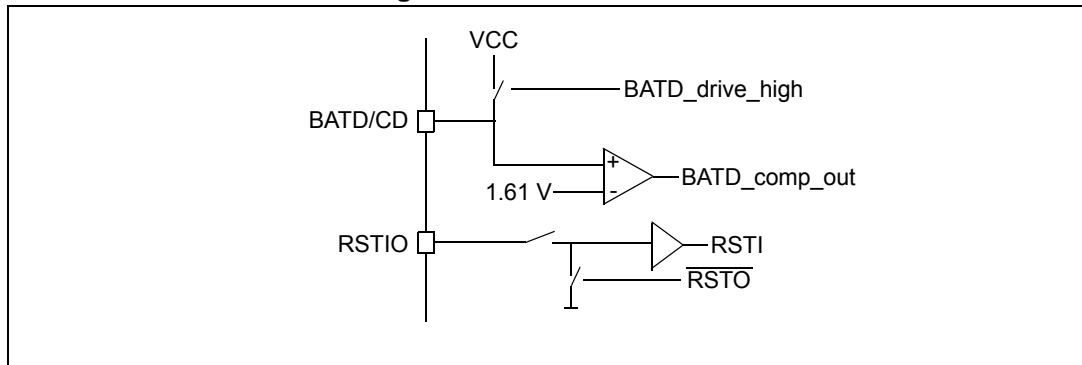 VCC
BATD_drive_high
BATD/CD
+
BATD_comp_out
1.61 V
-
RSTIO
RSTI
RSTO